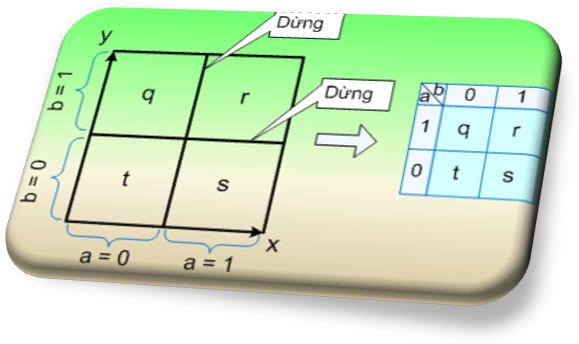 Dừng
y
b = 1
q
r
Dừng
b = 0
t
s
x
a = 0
a = 1
a b 0 1
1 q r
0 t s